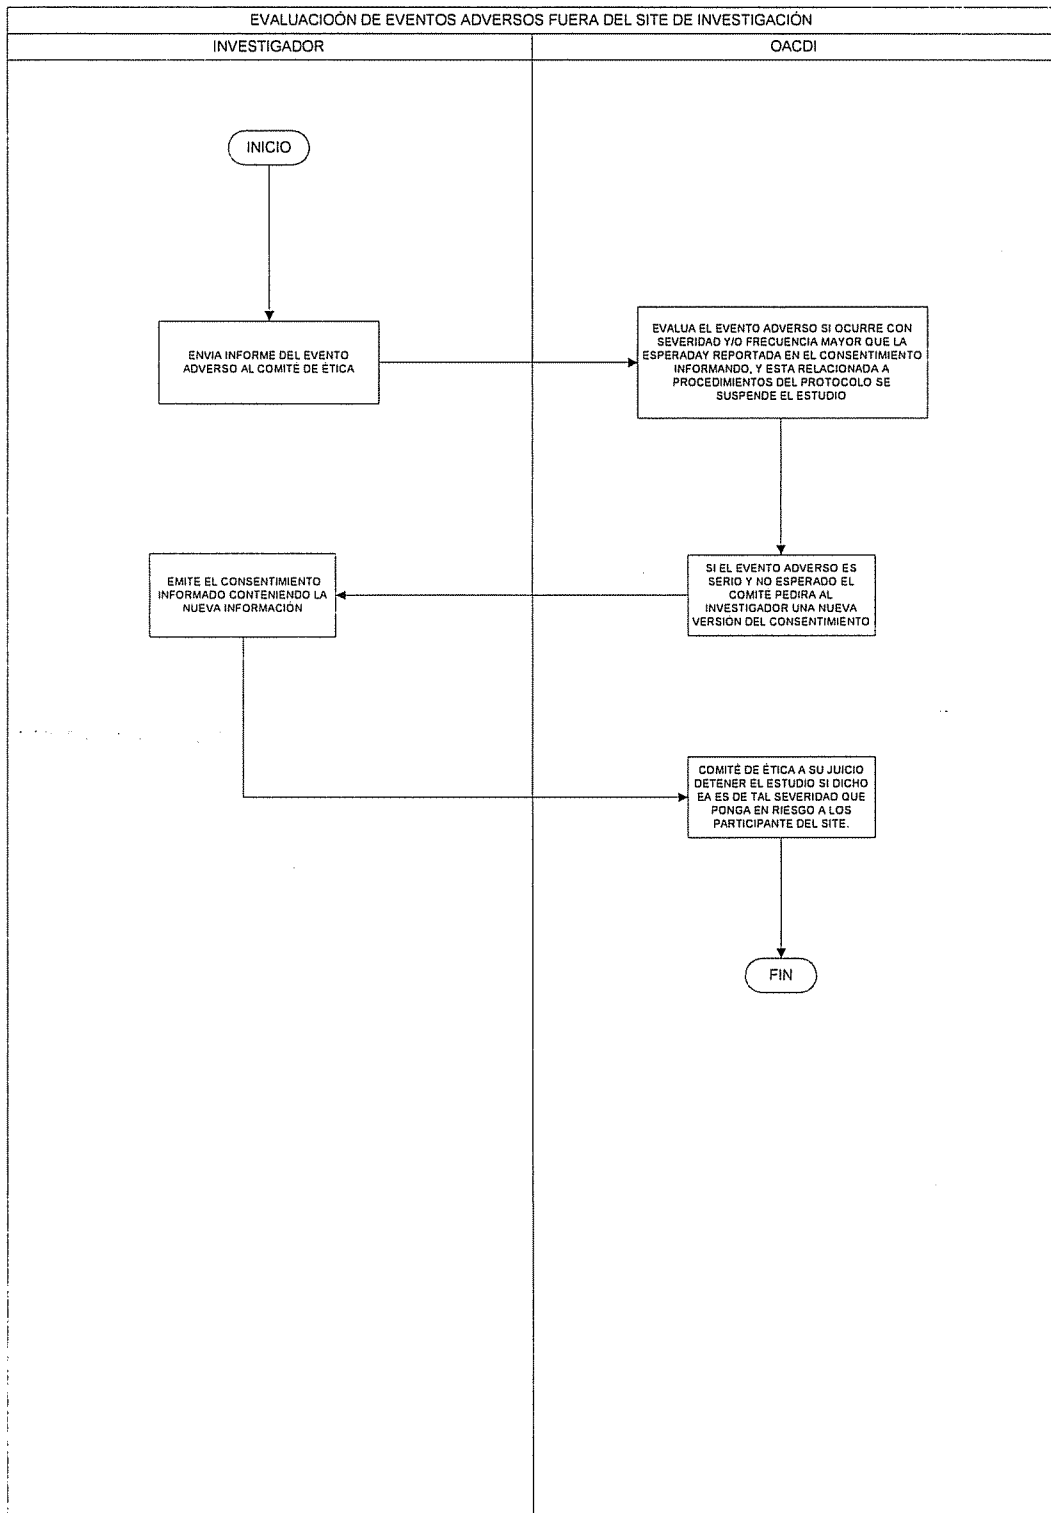 EVALUACIOÓN DE EVENTOS ADVERSOS FUERA DEL SITE DE INVESTIGACIÓN
INVESTIGADOR
OACDI
INICIO
ENVIA INFORME DEL EVENTO
ADVERSO AL COMITÉ DE ÉTICA
EVALUA EL EVENTO ADVERSO SI OCURRE CON
SEVERIDAD Y/O FRECUENCIA MAYOR QUE LA
ESPERADAY REPORTADA EN EL CONSENTIMIENTO
INFORMANDO, Y ESTA RELACIONADA A
PROCEDIMIENTOS DEL PROTOCOLO SE
SUSPENDE EL ESTUDIO
SI EL EVENTO ADVERSO ES
SERIO Y NO ESPERADO EL
COMITÉ PEDIRA AL
INVESTIGADOR UNA NUEVA
VERSIÓN DEL CONSENTIMIENTO
EMITE EL CONSENTIMIENTO
INFORMADO CONTENIENDO LA
NUEVA INFORMACIÓN
COMITÉ DE ÉTICA A SU JUICIO
DETENER EL ESTUDIO SI DICHO
EA ES DE TAL SEVERIDAD QUE
PONGA EN RIESGO A LOS
PARTICIPANTE DEL SITE.
FIN